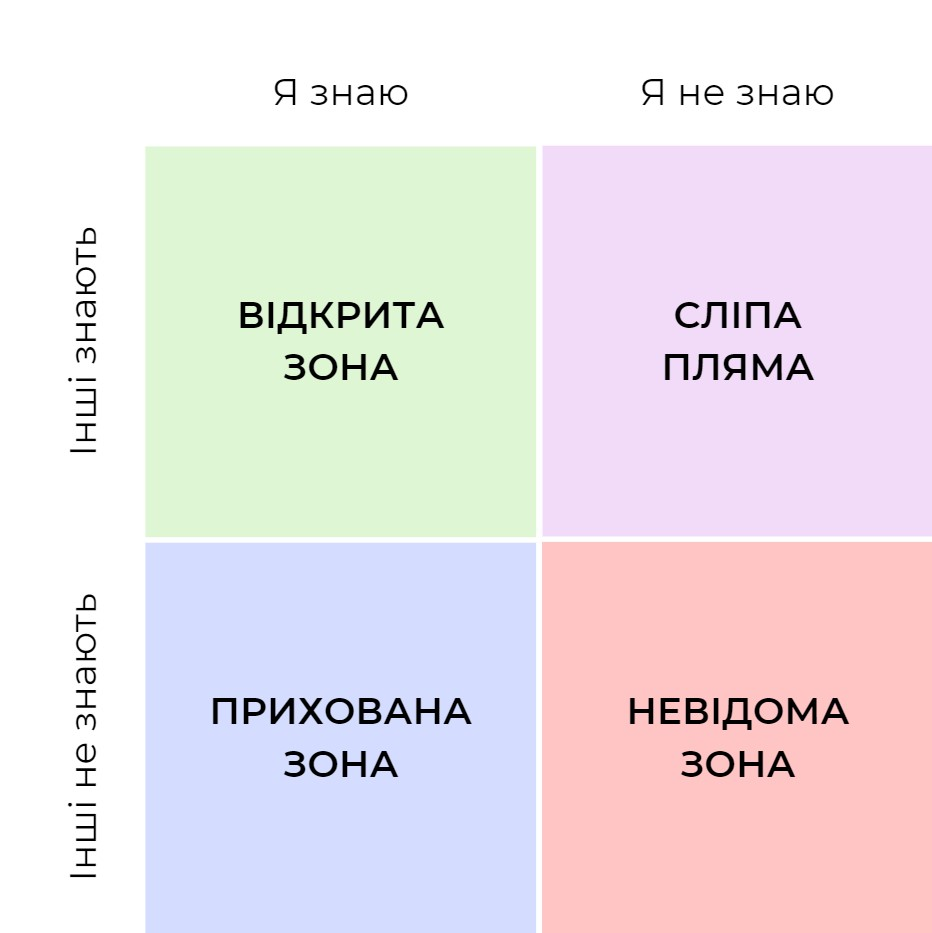 Я знаю
Я не знаю
Інші знають
ВІДКРИТА
ЗОНА
СЛІПА
ПЛЯМА
Інші не знають
ПРИХОВАНА
ЗОНА
НЕВІДОМА
ЗОНА